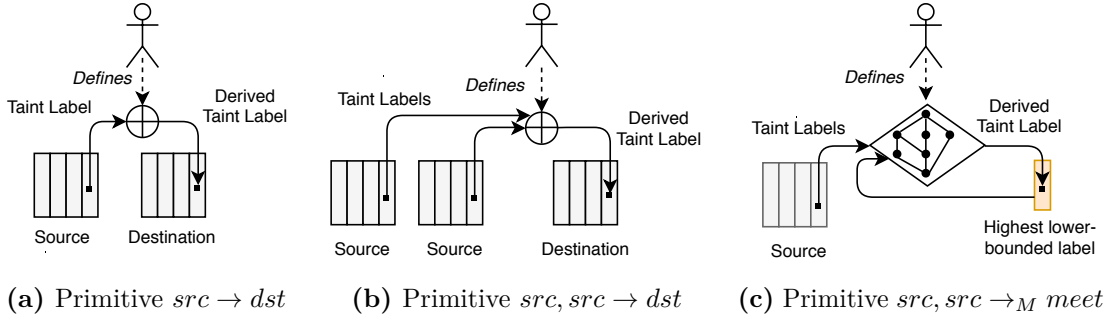 Defines
Taint Label
Derived
Taint Label
Source
Destination
(a) Primitive src → dst
Defines
Taint Labels
Derived
Taint Label
Source
Source
Destination
(b) Primitive src, src → dst
Defines
Taint Labels
Derived
Taint Label
Source
Highest lower-
bounded label
(c) Primitive src, src →M meet